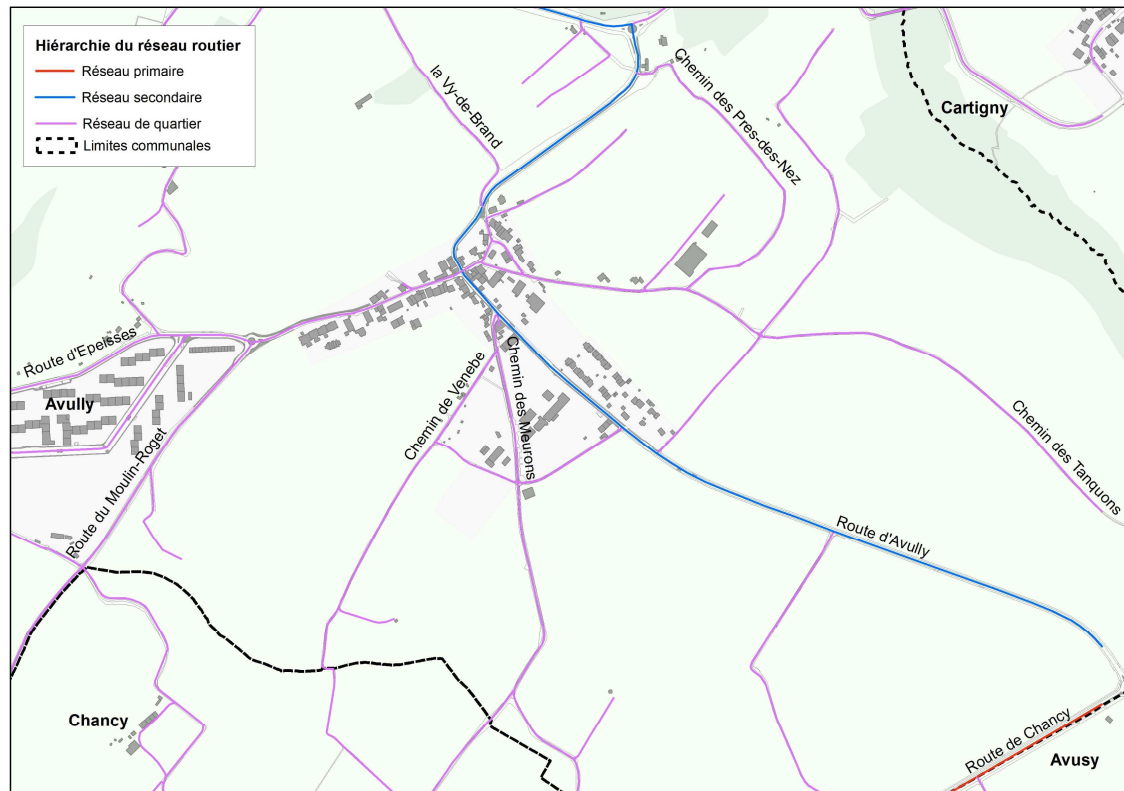 Hiérarchie du réseau routier
Réseau primaire
Réseau secondaire
Réseau de quartier
Limites communales
la Vy-de-Brand
Chemin des Pres-des-Nez
Cartigny
Route d'Epeisses
Avully
Route du Moulin-Roget
Chemin de Venebe
Chemin des Meurons
Chemin des Tanquons
Route d'Avully
Chancy
Route de Chancy
Avusy